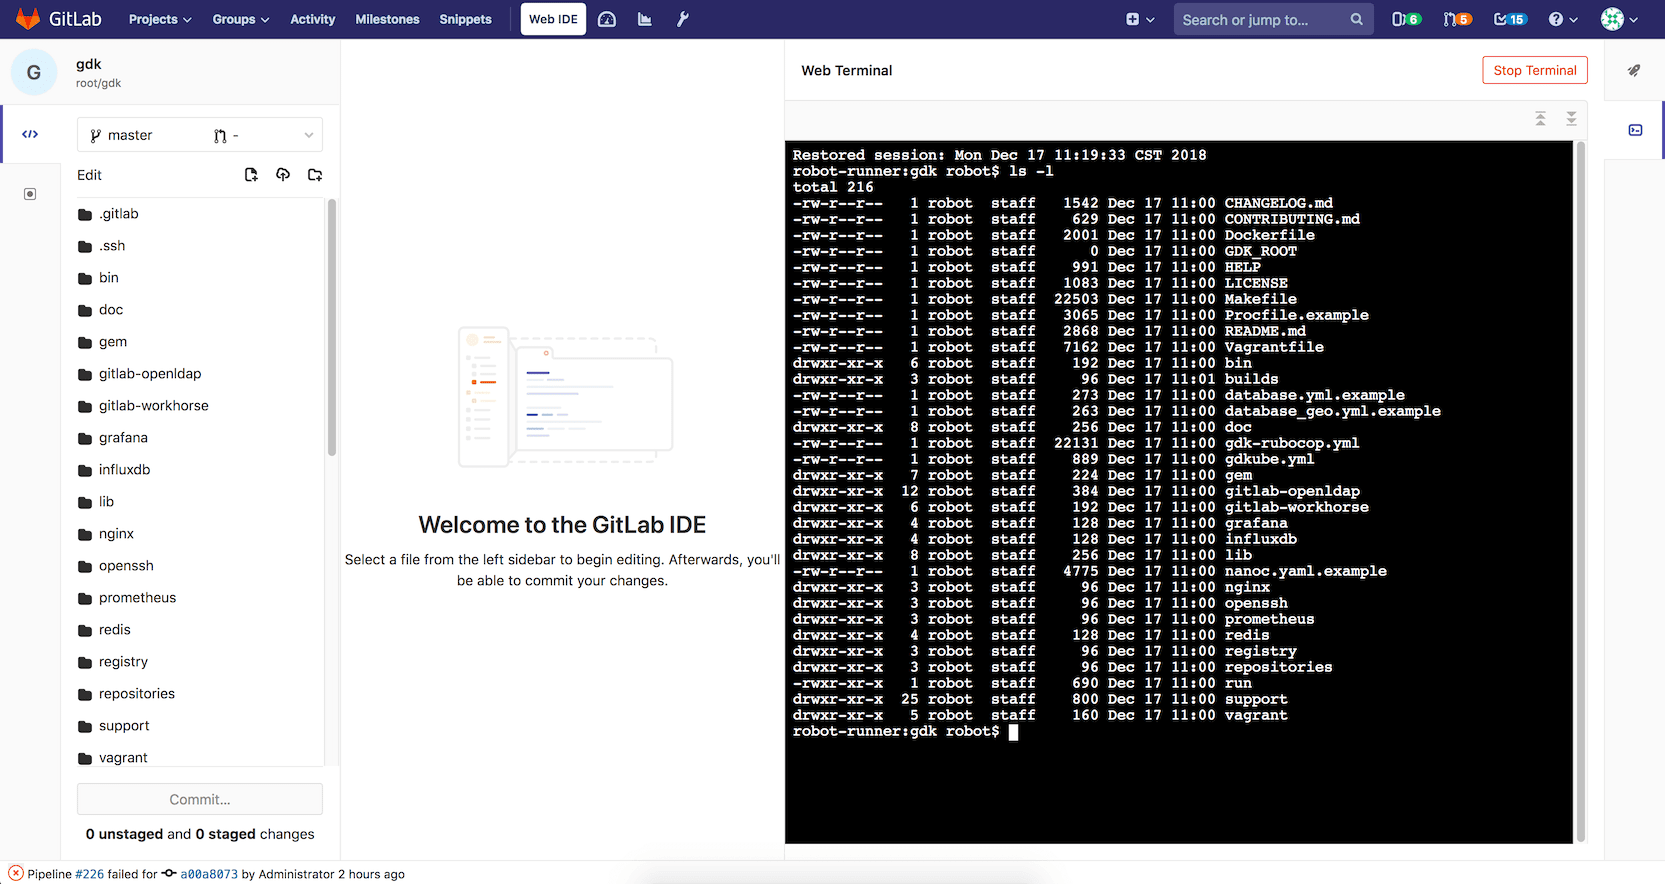 GitLab Projects Groups Activity Milestones Snippets Web IDE Search or jump to... 6 5 15
G gdk
root/gdk
master -
Edit
.gitlab
.ssh
bin
doc
gem
gitlab-openldap
gitlab-workhorse
grafana
influxdb
lib
nginx
openssh
prometheus
redis
registry
repositories
support
vagrant
Commit...
0 unstaged and 0 staged changes
Welcome to the GitLab IDE
Select a file from the left sidebar to begin editing. Afterwards, you'll
be able to commit your changes.
Web Terminal Stop Terminal
Restored session: Mon Dec 17 11:19:33 CST 2018
robot-runner:gdk robot$ ls -l
total 216
-rw-r--r-- 1 robot staff 1542 Dec 17 11:00 CHANGELOG.md
-rw-r--r-- 1 robot staff 629 Dec 17 11:00 CONTRIBUTING.md
-rw-r--r-- 1 robot staff 2001 Dec 17 11:00 Dockerfile
-rw-r--r-- 1 robot staff 0 Dec 17 11:00 GDK_ROOT
-rw-r--r-- 1 robot staff 991 Dec 17 11:00 HELP
-rw-r--r-- 1 robot staff 1083 Dec 17 11:00 LICENSE
-rw-r--r-- 1 robot staff 22503 Dec 17 11:00 Makefile
-rw-r--r-- 1 robot staff 3065 Dec 17 11:00 Procfile.example
-rw-r--r-- 1 robot staff 2868 Dec 17 11:00 README.md
-rw-r--r-- 1 robot staff 7162 Dec 17 11:00 Vagrantfile
drwxr-xr-x 6 robot staff 192 Dec 17 11:00 bin
drwxr-xr-x 3 robot staff 96 Dec 17 11:01 builds
-rw-r--r-- 1 robot staff 273 Dec 17 11:00 database.yml.example
-rw-r--r-- 1 robot staff 263 Dec 17 11:00 database_geo.yml.example
drwxr-xr-x 8 robot staff 256 Dec 17 11:00 doc
-rw-r--r-- 1 robot staff 22131 Dec 17 11:00 gdk-rubocop.yml
-rw-r--r-- 1 robot staff 889 Dec 17 11:00 gdkube.yml
drwxr-xr-x 7 robot staff 224 Dec 17 11:00 gem
drwxr-xr-x 12 robot staff 384 Dec 17 11:00 gitlab-openldap
drwxr-xr-x 6 robot staff 192 Dec 17 11:00 gitlab-workhorse
drwxr-xr-x 4 robot staff 128 Dec 17 11:00 grafana
drwxr-xr-x 4 robot staff 128 Dec 17 11:00 influxdb
drwxr-xr-x 8 robot staff 256 Dec 17 11:00 lib
-rw-r--r-- 1 robot staff 4775 Dec 17 11:00 nanoc.yaml.example
drwxr-xr-x 3 robot staff 96 Dec 17 11:00 nginx
drwxr-xr-x 3 robot staff 96 Dec 17 11:00 openssh
drwxr-xr-x 3 robot staff 96 Dec 17 11:00 prometheus
drwxr-xr-x 4 robot staff 128 Dec 17 11:00 redis
drwxr-xr-x 3 robot staff 96 Dec 17 11:00 registry
drwxr-xr-x 3 robot staff 96 Dec 17 11:00 repositories
-rwxr-xr-x 1 robot staff 690 Dec 17 11:00 run
drwxr-xr-x 25 robot staff 800 Dec 17 11:00 support
drwxr-xr-x 5 robot staff 160 Dec 17 11:00 vagrant
robot-runner:gdk robot$
Pipeline #226 failed for a00a8073 by Administrator 2 hours ago